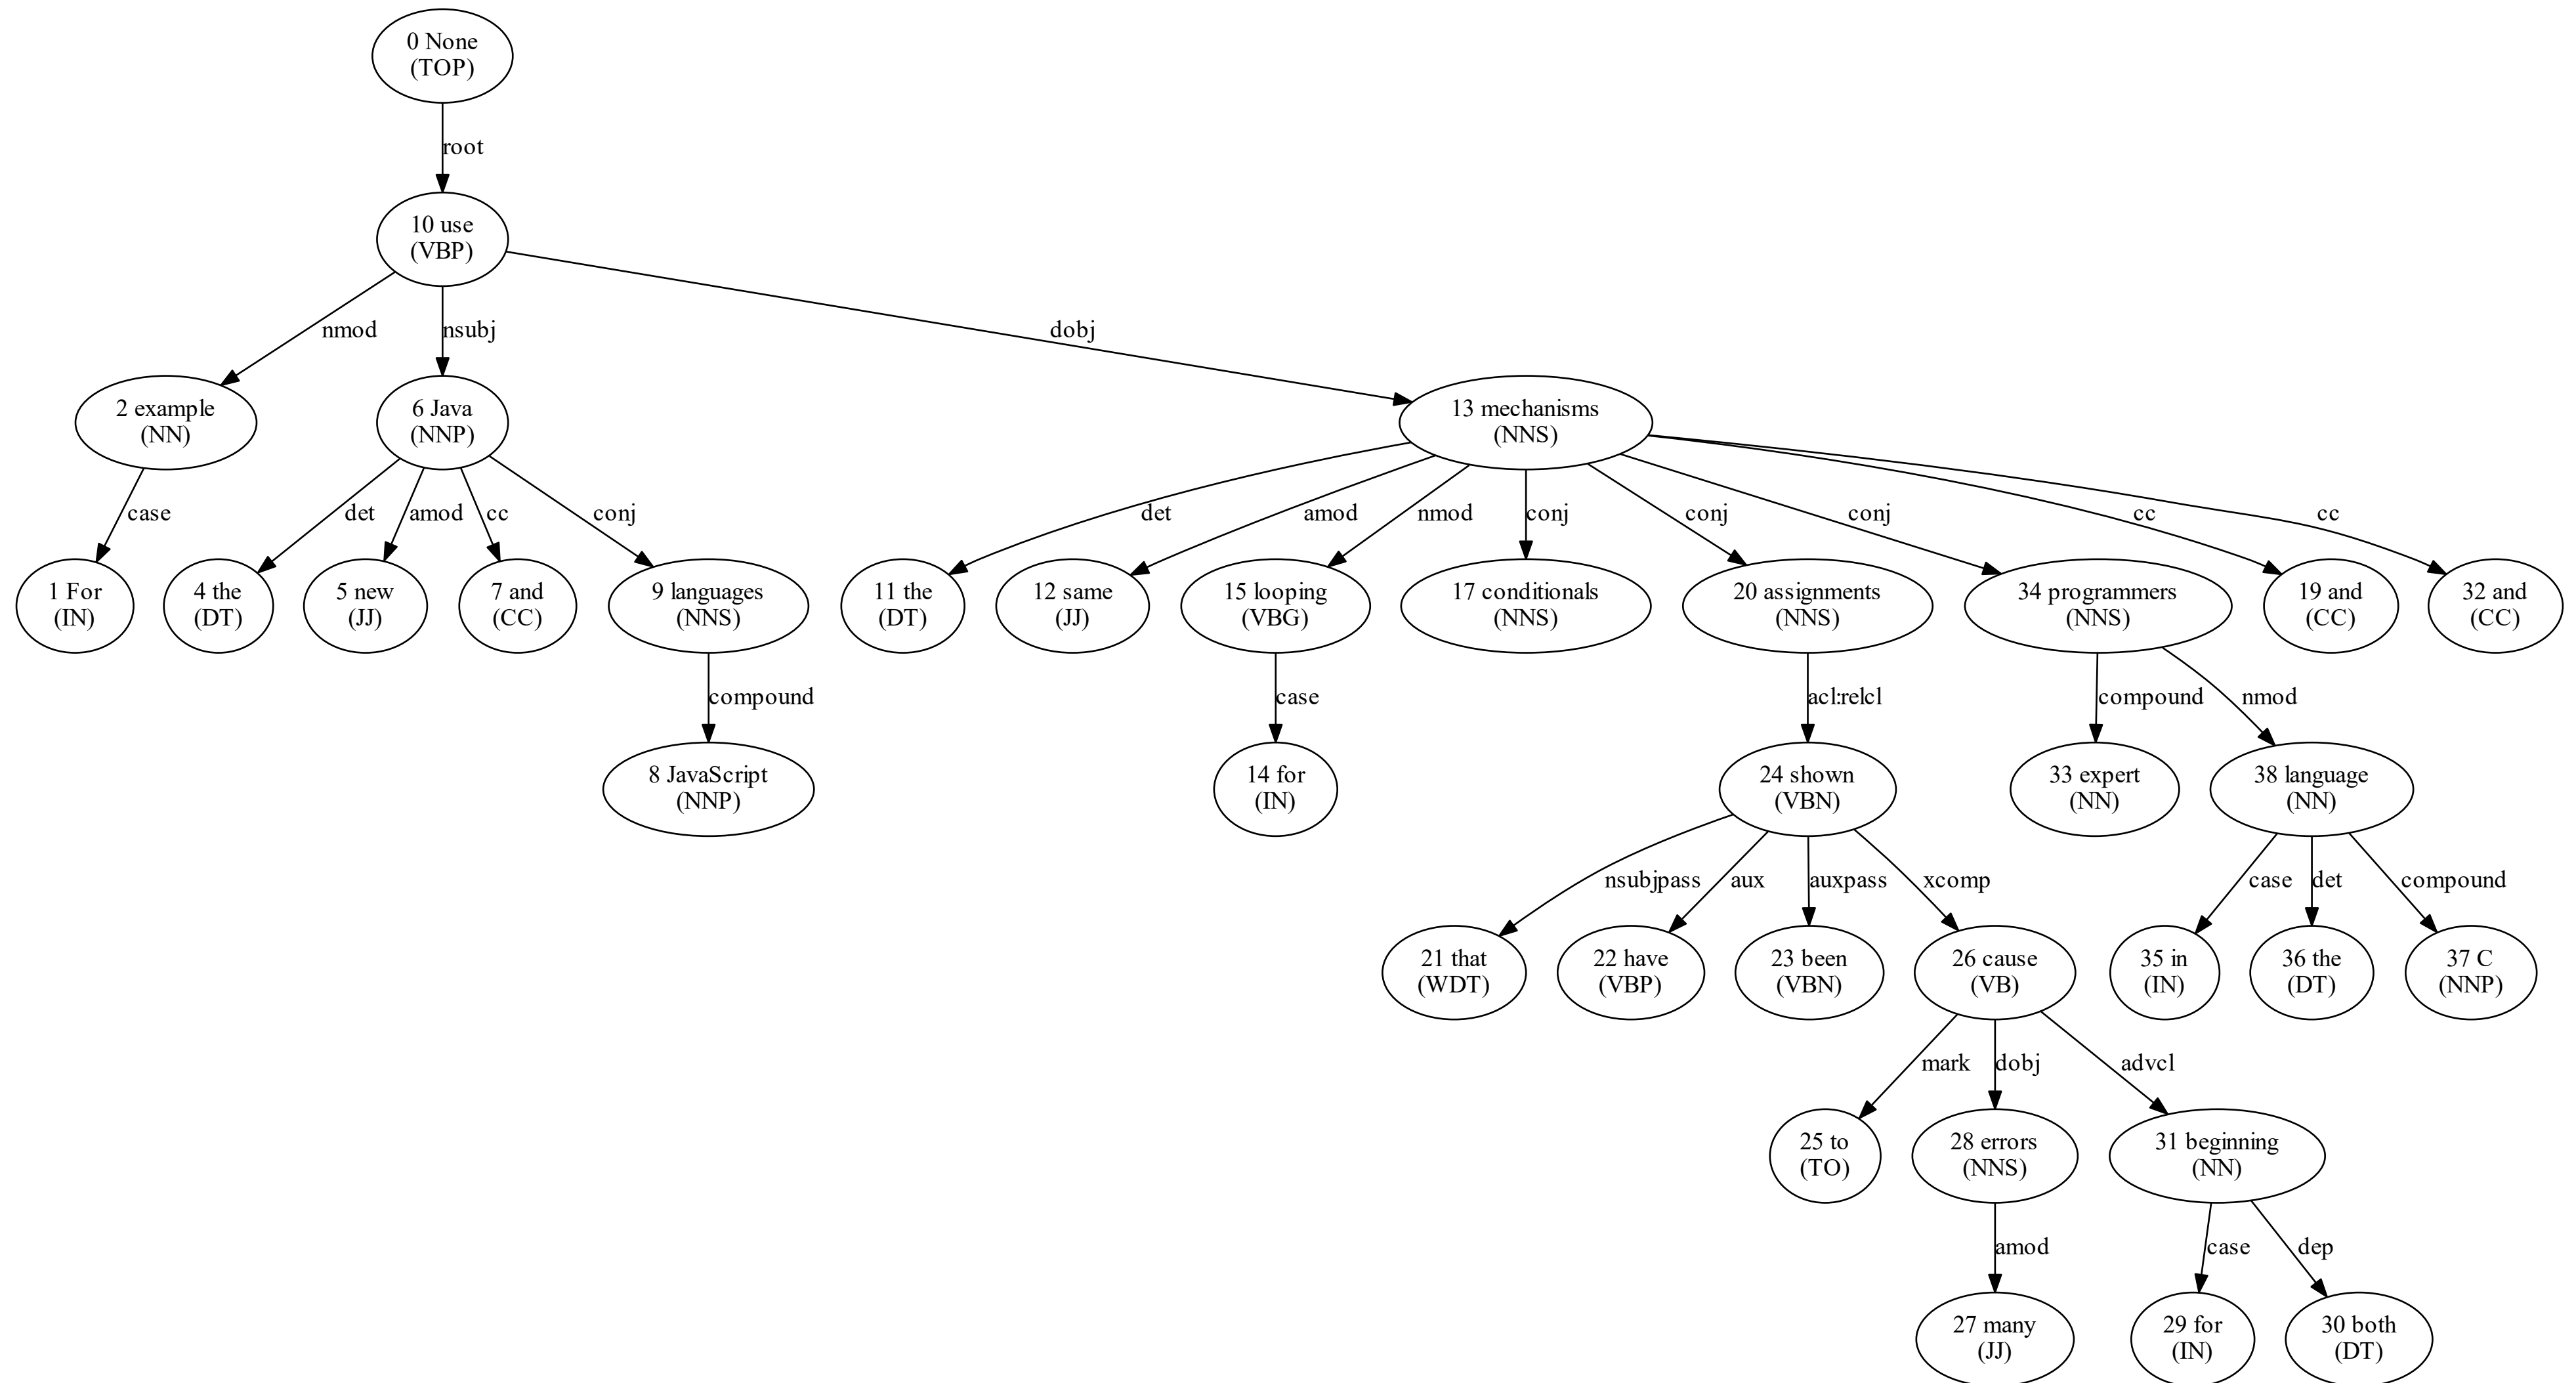 0 None
(TOP)
root
10 use
(VBP)
nmod
nsubj
dobj
2 example
(NN)
6 Java
(NNP)
13 mechanisms
(NNS)
case
det
amod
cc
conj
det
amod
nmod
conj
conj
conj
cc
cc
1 For
(IN)
4 the
(DT)
5 new
(JJ)
7 and
(CC)
9 languages
(NNS)
11 the
(DT)
12 same
(JJ)
15 looping
(VBG)
17 conditionals
(NNS)
20 assignments
(NNS)
34 programmers
(NNS)
19 and
(CC)
32 and
(CC)
compound
case
acl:relcl
compound
nmod
8 JavaScript
(NNP)
14 for
(IN)
24 shown
(VBN)
33 expert
(NN)
38 language
(NN)
nsubjpass
aux
auxpass
xcomp
case
det
compound
21 that
(WDT)
22 have
(VBP)
23 been
(VBN)
26 cause
(VB)
35 in
(IN)
36 the
(DT)
37 C
(NNP)
mark
dobj
advcl
25 to
(TO)
28 errors
(NNS)
31 beginning
(NN)
amod
case
dep
27 many
(JJ)
29 for
(IN)
30 both
(DT)